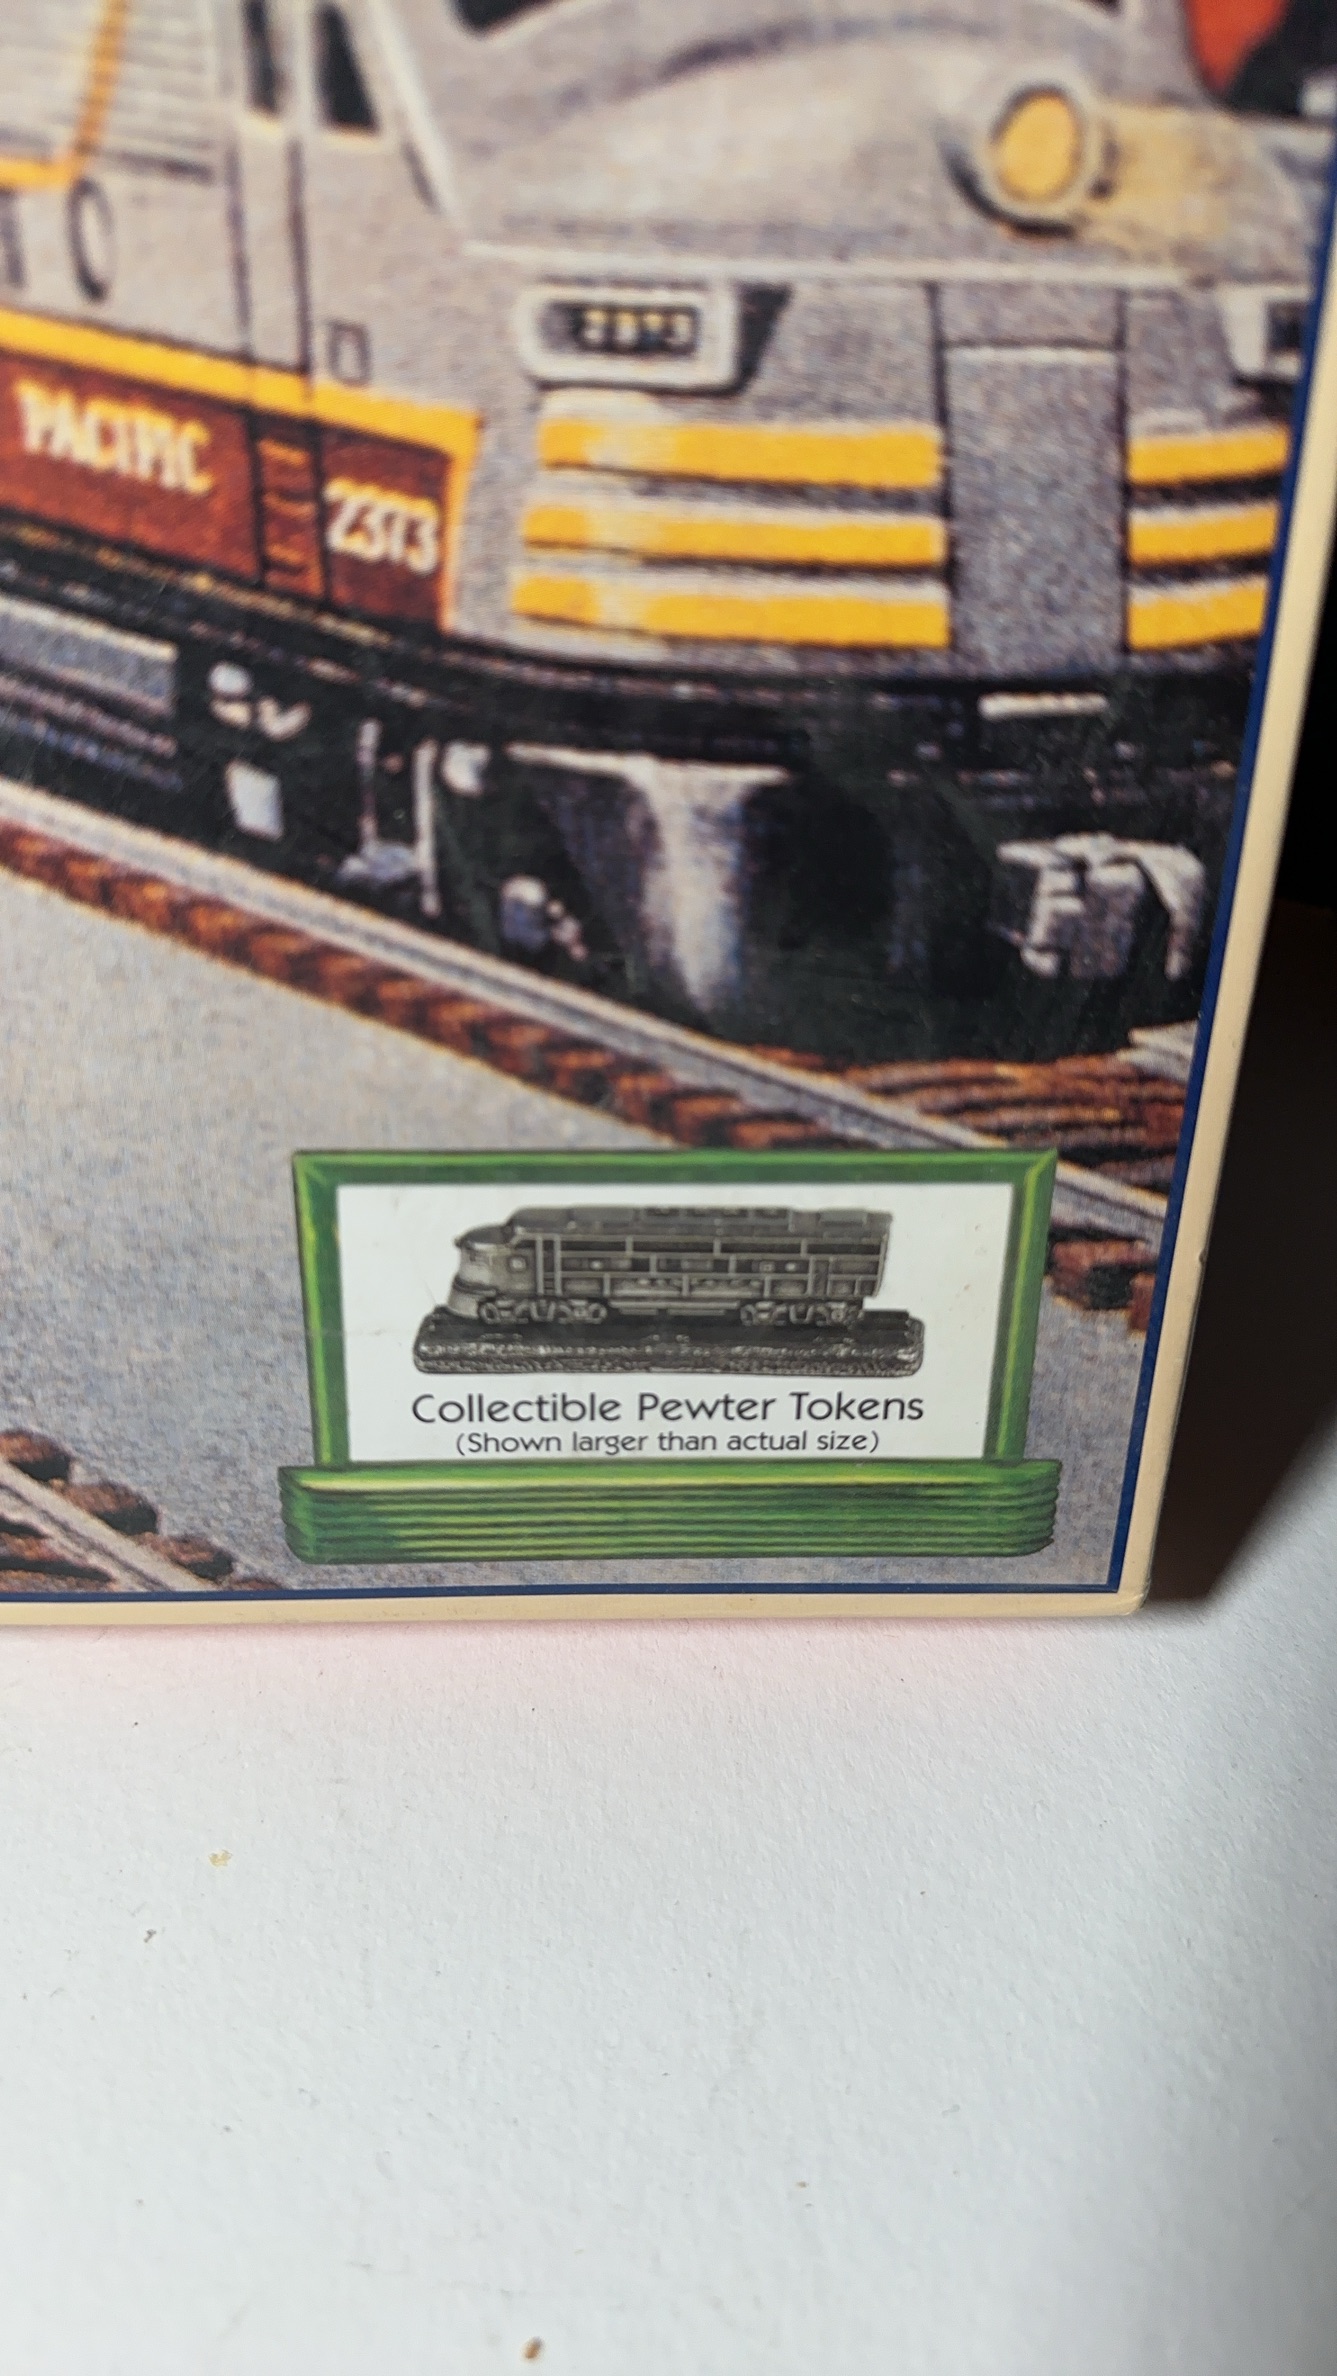 2373
PACIFIC
2373
Collectible Pewter Tokens
(Shown larger than actual size)